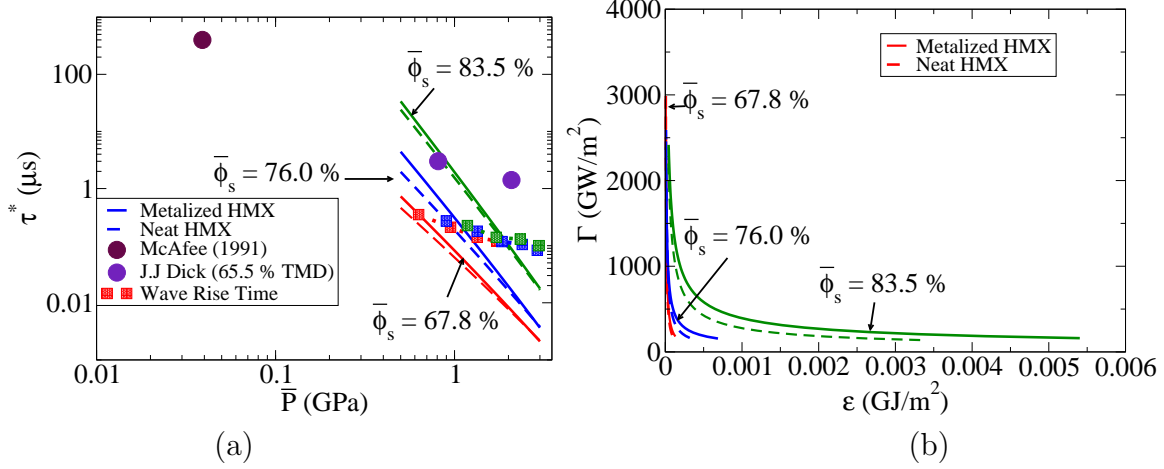 100
1
0.01
τ* (μs)
ϕ̅s = 83.5 %
ϕ̅s = 76.0 %
Metalized HMX
Neat HMX
McAfee (1991)
J.J Dick (65.5 % TMD)
Wave Rise Time
ϕ̅s = 67.8 %
0.01
0.1
1
P̅ (GPa)
(a)
4000
3000
2000
1000
0
Γ (GW/m²)
Metalized HMX
Neat HMX
ϕ̅s = 67.8 %
ϕ̅s = 76.0 %
ϕ̅s = 83.5 %
0
0.001
0.002
0.003
0.004
0.005
0.006
ε (GJ/m²)
(b)